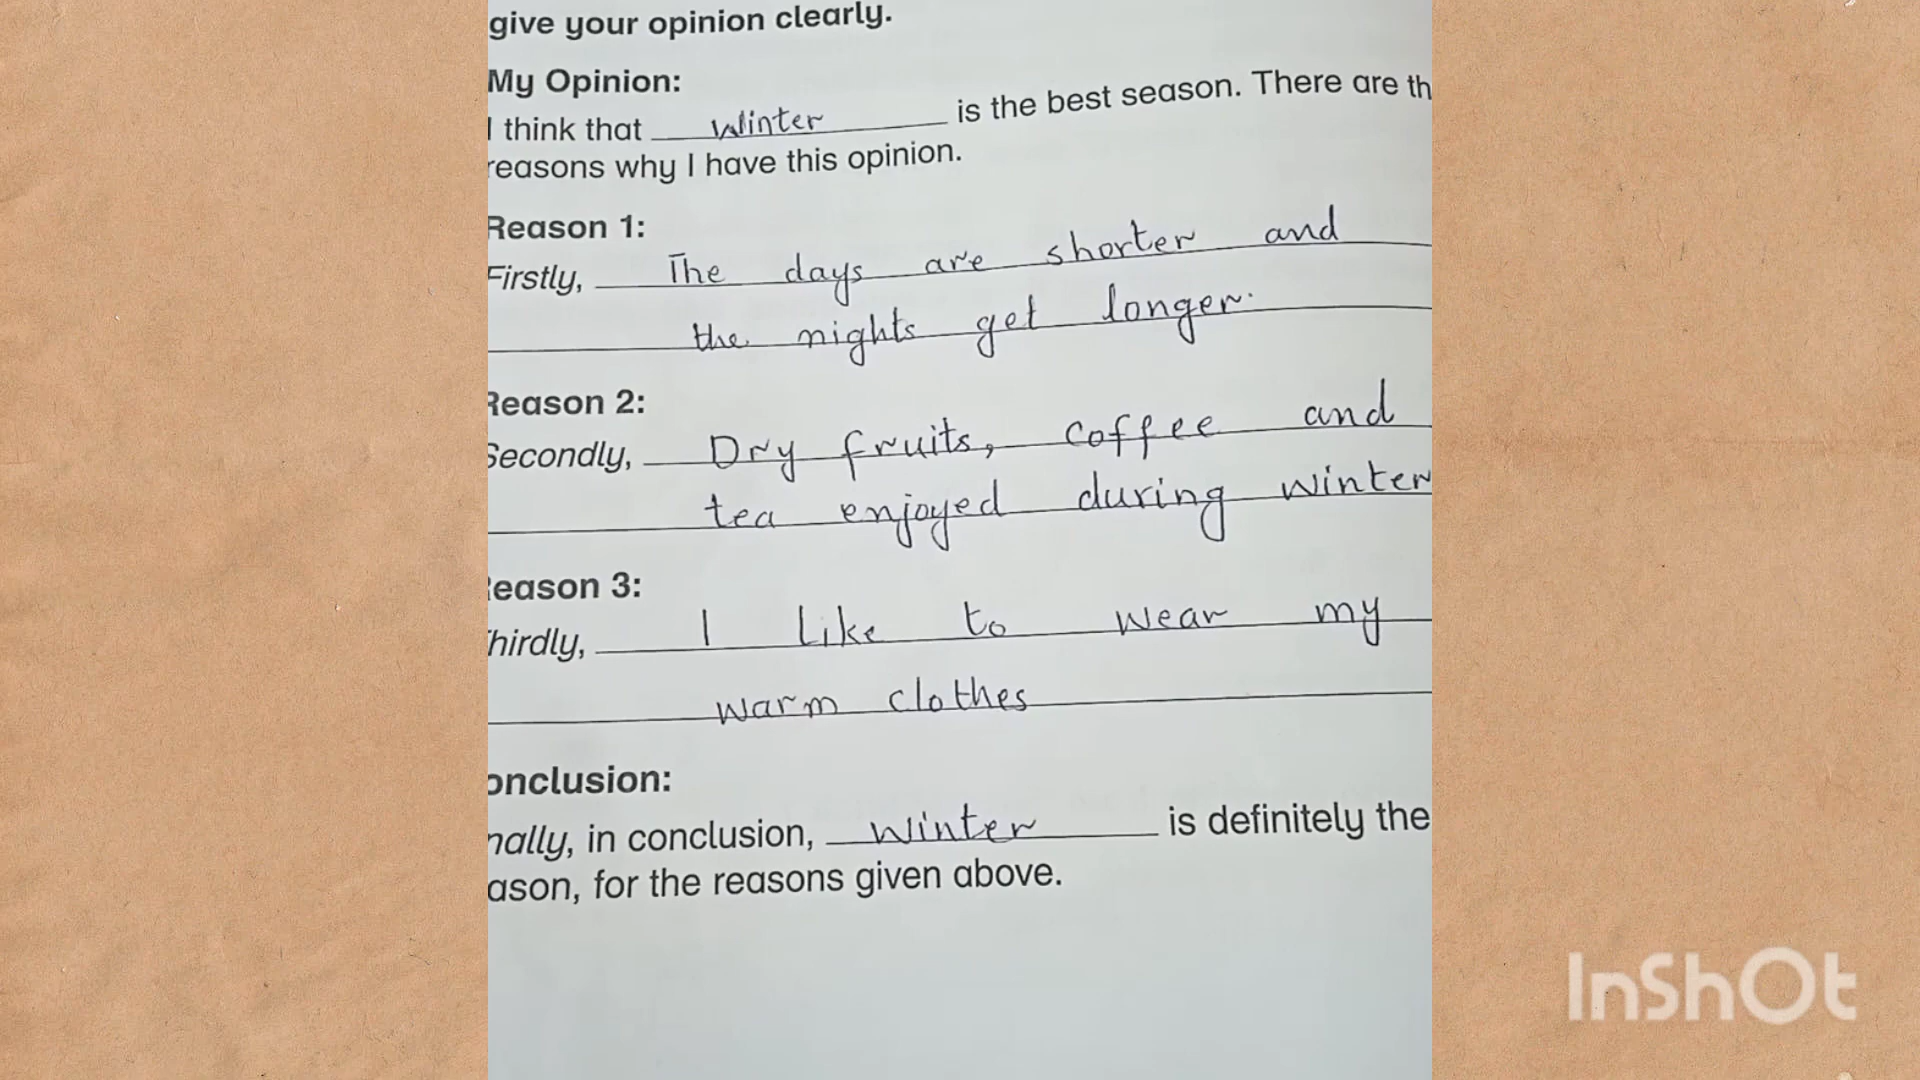 give your opinion clearly.
My Opinion:
I think that Winter is the best season. There are th
reasons why I have this opinion.
Reason 1:
Firstly, The days are shorter and
the nights get longer.
Reason 2:
Secondly, Dry fruits, coffee and
tea enjoyed during winter
eason 3:
hirdly, I like to wear my
warm clothes
onclusion:
nally, in conclusion, Winter is definitely the
ason, for the reasons given above.
InShOt